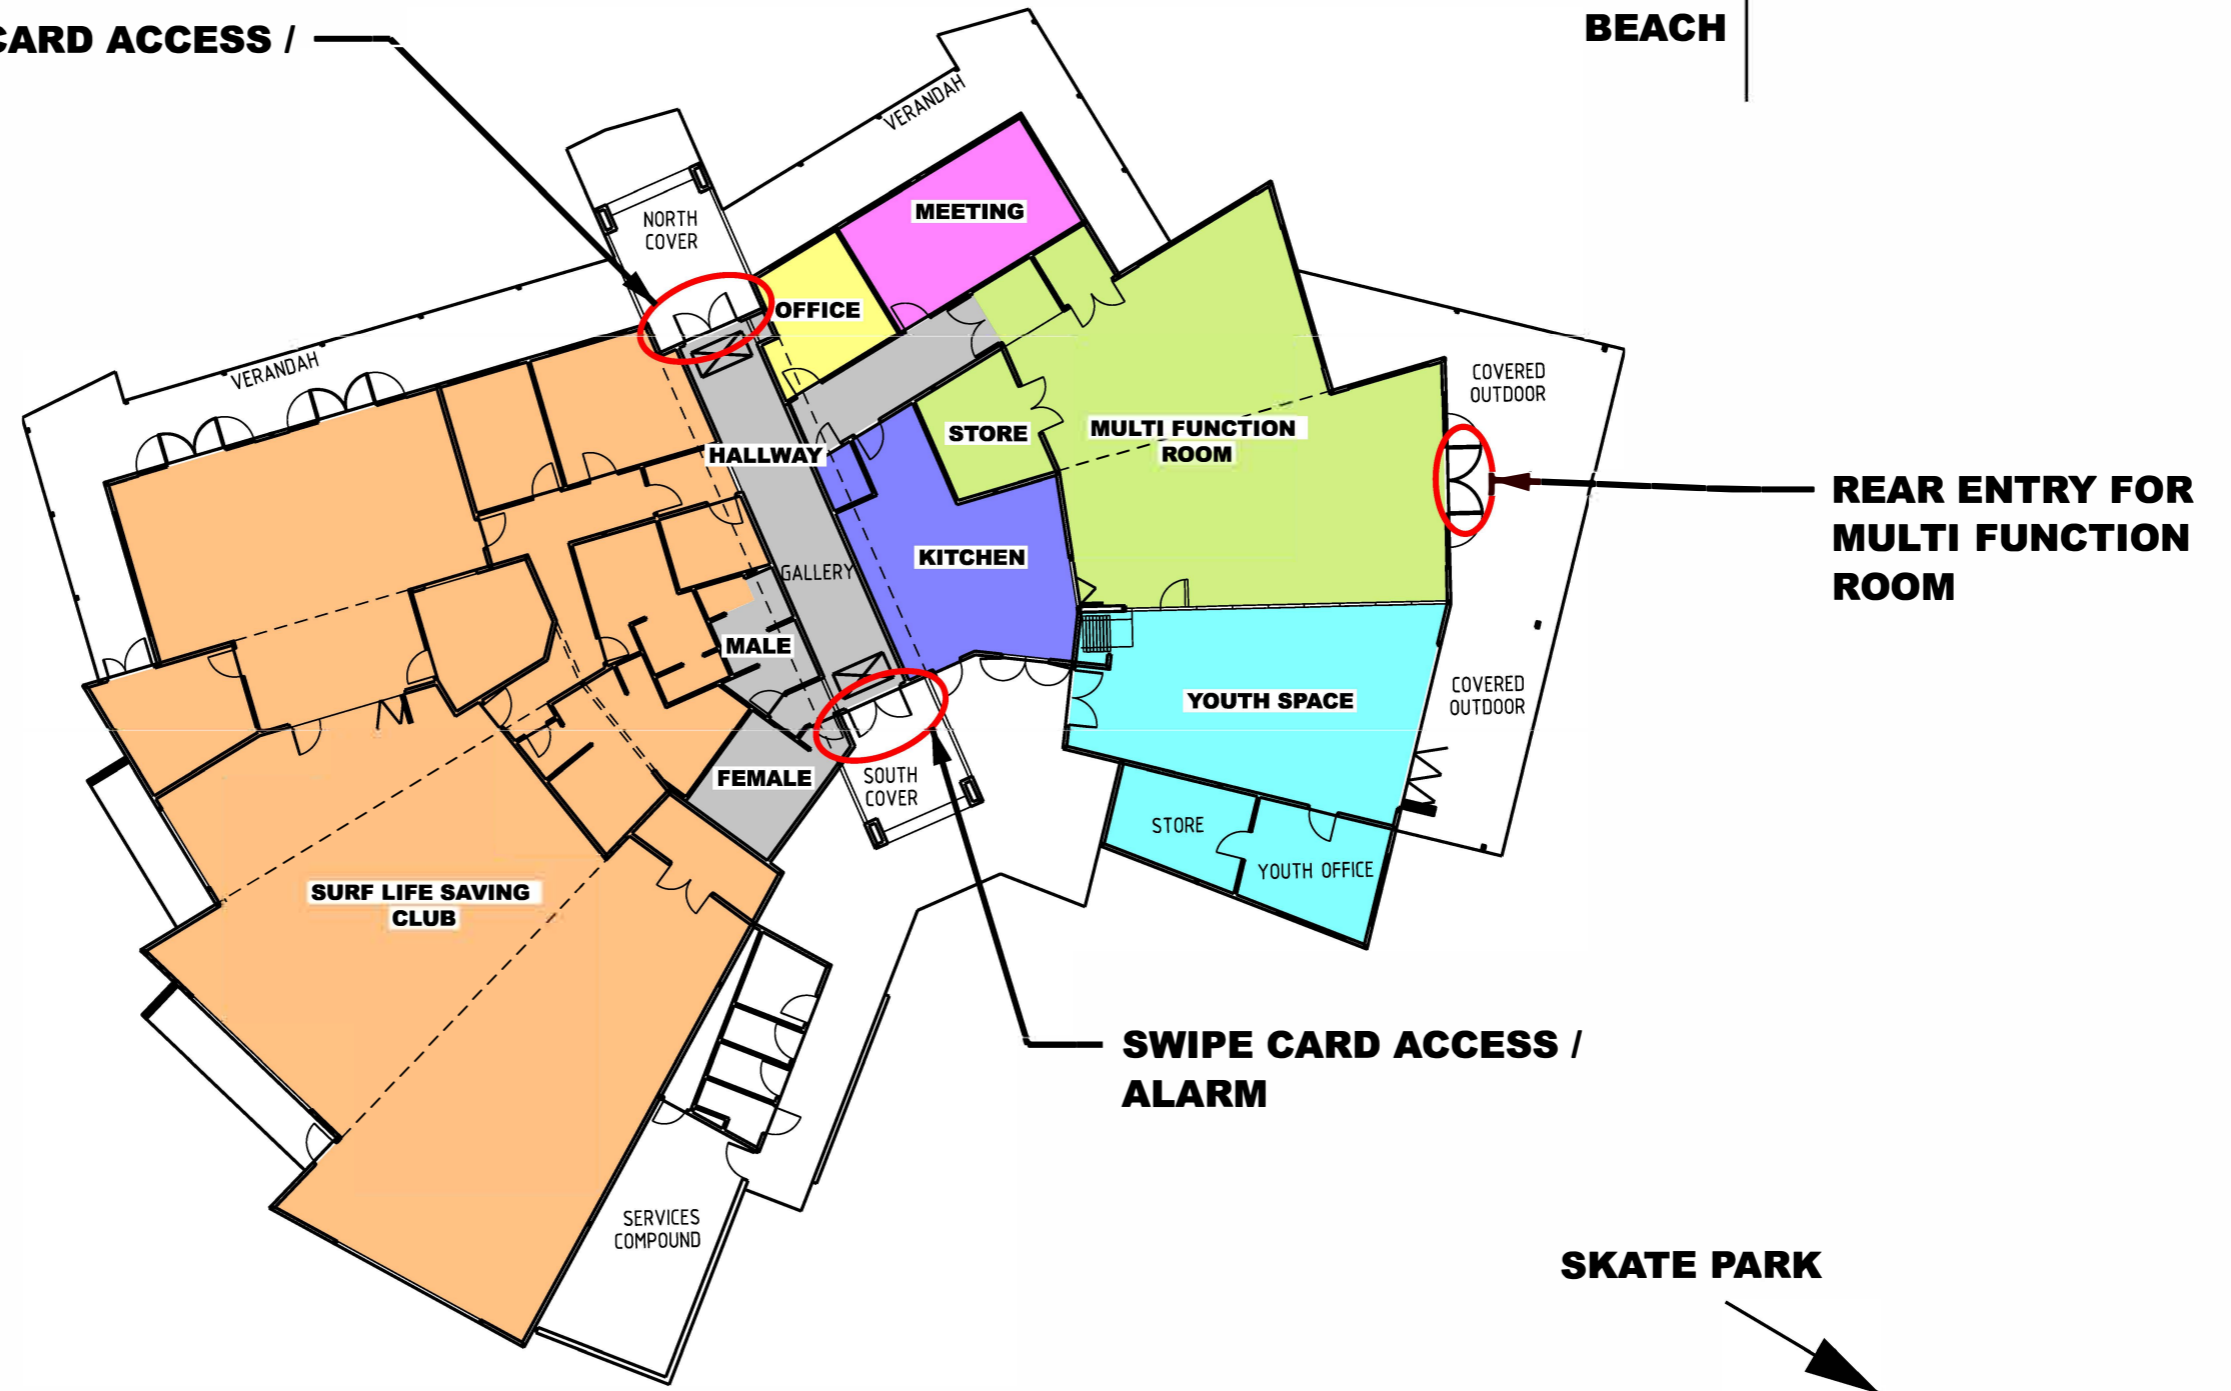 CARD ACCESS /
BEACH
VERANDAH
MEETING
NORTH
COVER
OFFICE
VERANDAH
COVERED
OUTDOOR
STORE
MULTI FUNCTION
ROOM
HALLWAY
REAR ENTRY FOR
MULTI FUNCTION
ROOM
KITCHEN
GALLERY
MALE
YOUTH SPACE
COVERED
OUTDOOR
FEMALE
SOUTH
COVER
STORE
YOUTH OFFICE
SURF LIFE SAVING
CLUB
SWIPE CARD ACCESS /
ALARM
SERVICES
COMPOUND
SKATE PARK